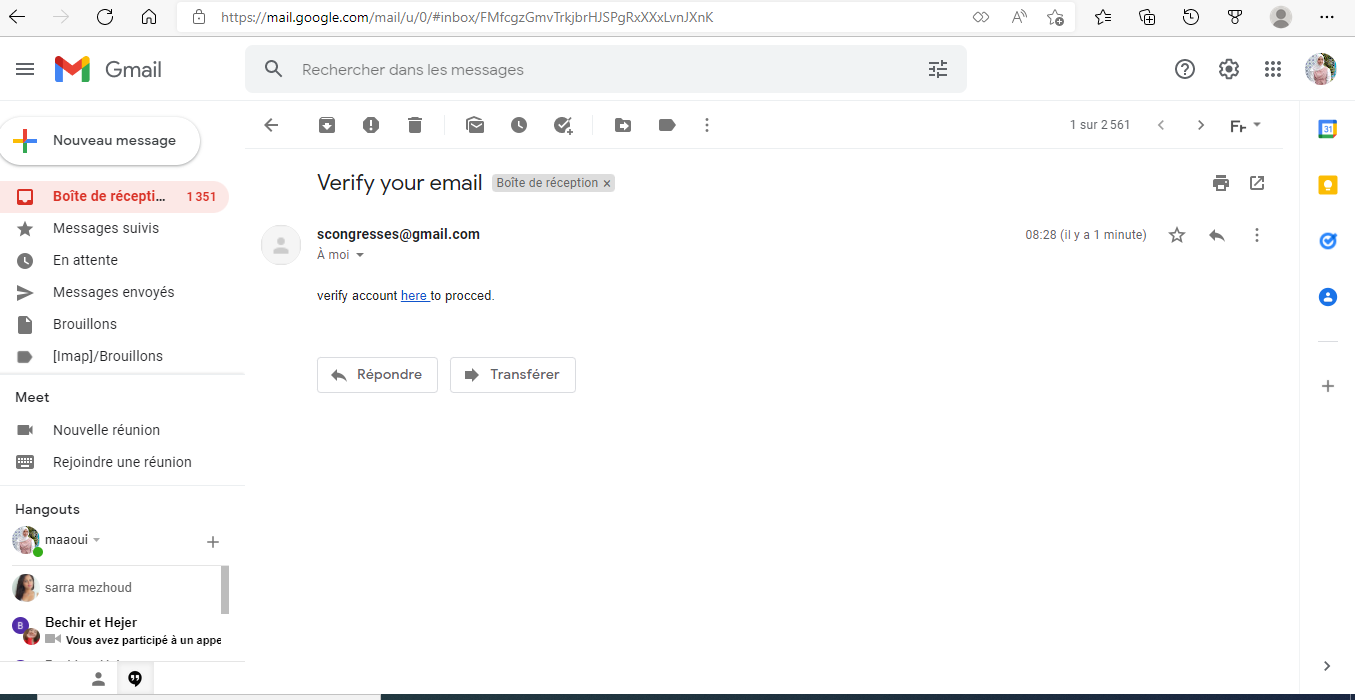 https://mail.google.com/mail/u/0/#inbox/FMfcgzGmvTrkjbrHJSPgRxXXxLvnJXnK
Gmail
Rechercher dans les messages
Nouveau message
1 sur 2 561
Fr
31
Verify your email
Boîte de réception ×
Boîte de récepti... 1 351
Messages suivis
En attente
Messages envoyés
Brouillons
[Imap]/Brouillons
scongresses@gmail.com
08:28 (il y a 1 minute)
À moi
verify account here to procced.
Répondre
Transférer
Meet
Nouvelle réunion
Rejoindre une réunion
Hangouts
maaoui
sarra mezhoud
B
Bechir et Hejer
Vous avez participé à un appe